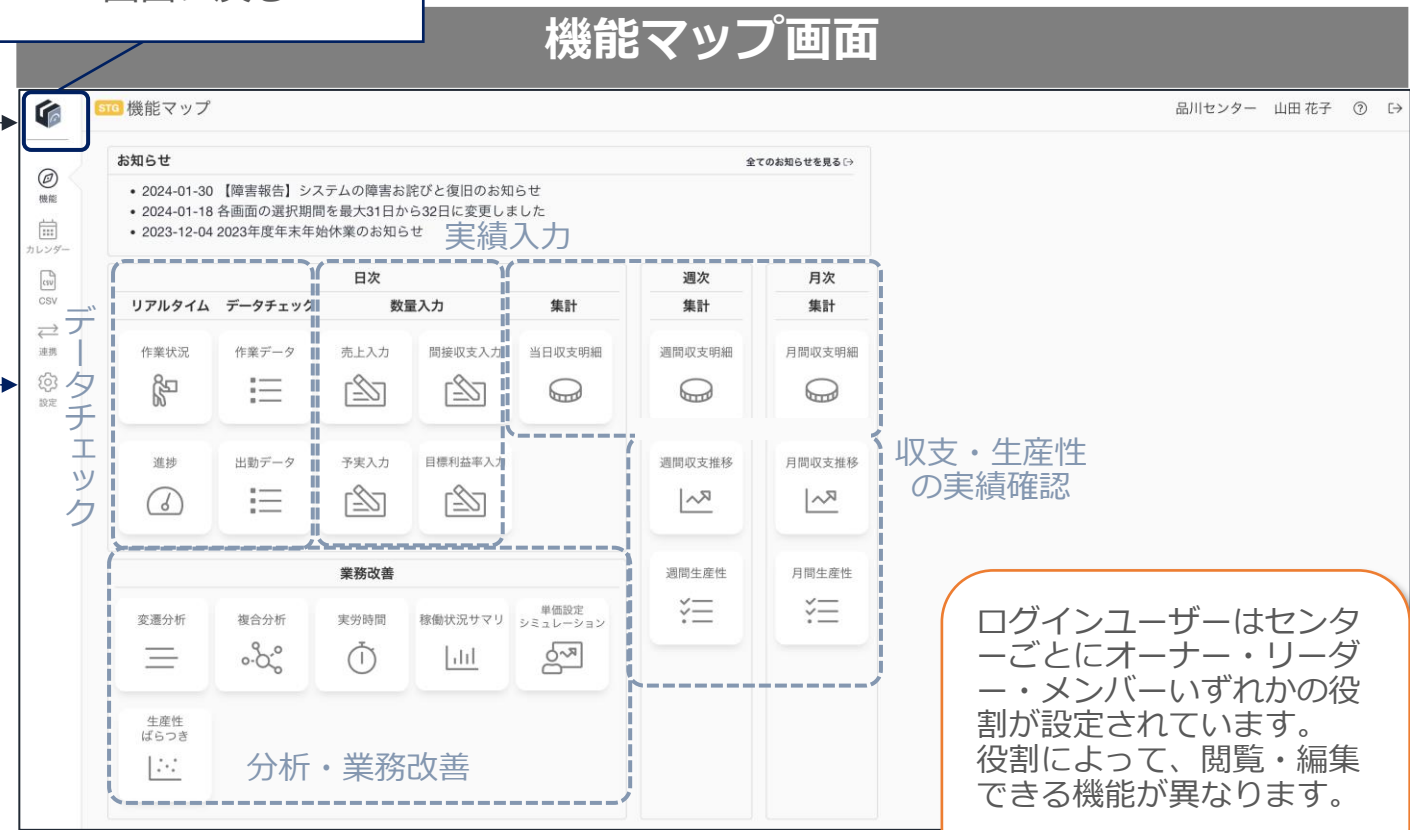 機能マップ画面
STG 機能マップ
品川センター 山田 花子
機能
カレンダー
CSV
連携
設定
お知らせ
全てのお知らせを見る
• 2024-01-30 【障害報告】システムの障害お詫びと復旧のお知らせ
• 2024-01-18 各画面の選択期間を最大31日から32日に変更しました
• 2023-12-04 2023年度年末年始休業のお知らせ
実績入力
データチェック
日次
週次
月次
リアルタイム
データチェック
数量入力
集計
集計
集計
作業状況
作業データ
売上入力
間接収支入力
当日収支明細
週間収支明細
月間収支明細
進捗
出勤データ
予実入力
目標利益率入力
週間収支推移
月間収支推移
収支・生産性
の実績確認
業務改善
週間生産性
月間生産性
変遷分析
複合分析
実労時間
稼働状況サマリ
単価設定
シミュレーション
生産性
ばらつき
分析・業務改善
ログインユーザーはセンタ
ーごとにオーナー・リーダ
ー・メンバーいずれかの役
割が設定されています。
役割によって、閲覧・編集
できる機能が異なります。